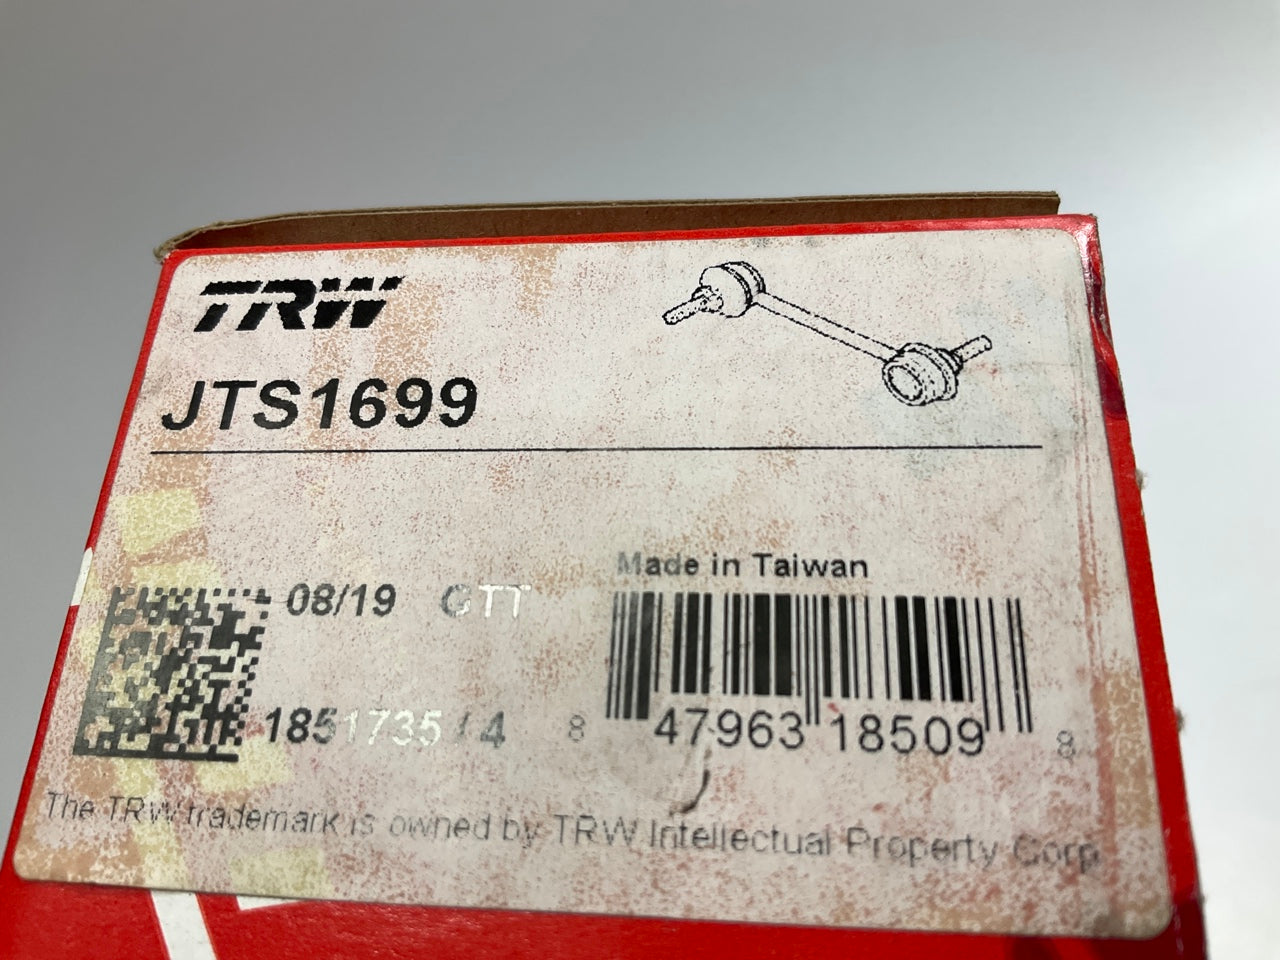 TRW
JTS1699
Made in Taiwan
08/19 GTT
1851735 / 4
8 47963 18509 8
The TRW trademark is owned by TRW Intellectual Property Corp